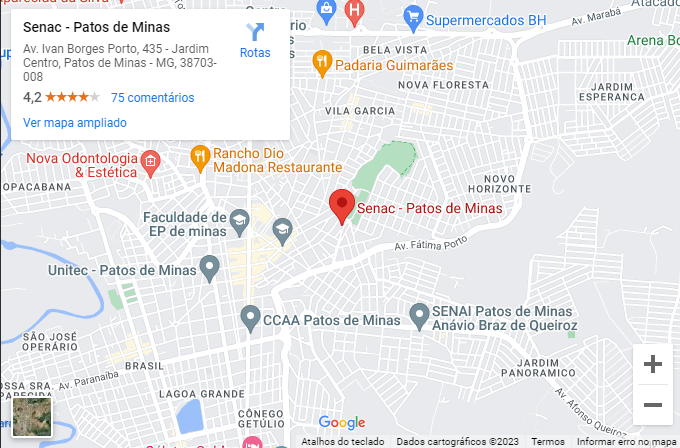 Senac - Patos de Minas
Av. Ivan Borges Porto, 435 - Jardim
Centro, Patos de Minas - MG, 38703-
008
4,2
75 comentários
Ver mapa ampliado
Rotas
Supermercados BH
Av. Marabá
Atacado
Arena Bo
BELA VISTA
Padaria Guimarães
NOVA FLORESTA
JARDIM
ESPERANÇA
VILA GARCIA
Nova Odontologia
& Estética
Rancho Dio
Madona Restaurante
OPACABANA
NOVO
HORIZONTE
Senac - Patos de Minas
Faculdade de
EP de minas
Av. Fátima Porto
Unitec - Patos de Minas
CCAA Patos de Minas
SENAI Patos de Minas
Anávio Braz de Queiroz
SÃO JOSÉ
OPERÁRIO
BRASIL
JARDIM
PANORÂMICO
Av. Paranaíba
OSSA SRA.
PARECIDA
LAGOA GRANDE
CÔNEGO
GETÚLIO
Av. Afonso Queiroz
Google
Atalhos do teclado
Dados cartográficos ©2023
Termos
Informar erro no mapa